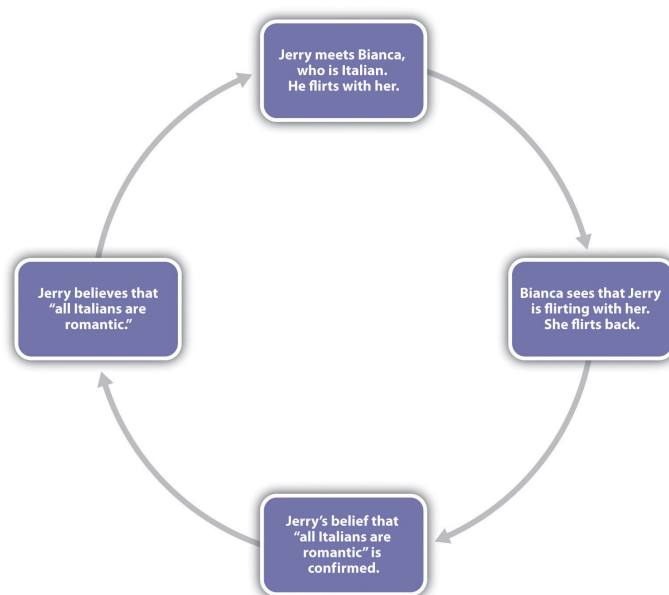 Jerry meets Bianca,
who is Italian.
He flirts with her.
Bianca sees that Jerry
is flirting with her.
She flirts back.
Jerry’s belief that
“all Italians are
romantic” is
confirmed.
Jerry believes that
“all Italians are
romantic.”